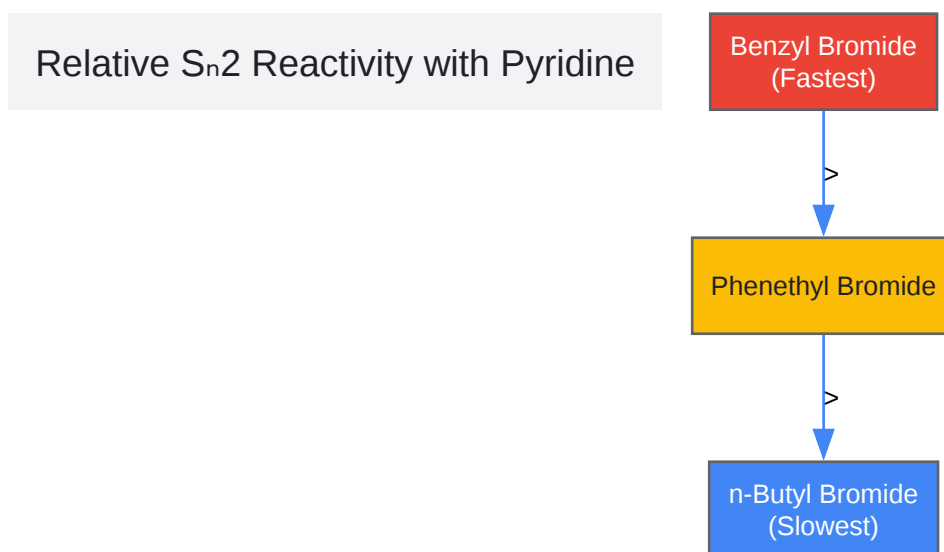 Relative Sₙ2 Reactivity with Pyridine
Benzyl Bromide
(Fastest)
>
Phenethyl Bromide
>
n-Butyl Bromide
(Slowest)